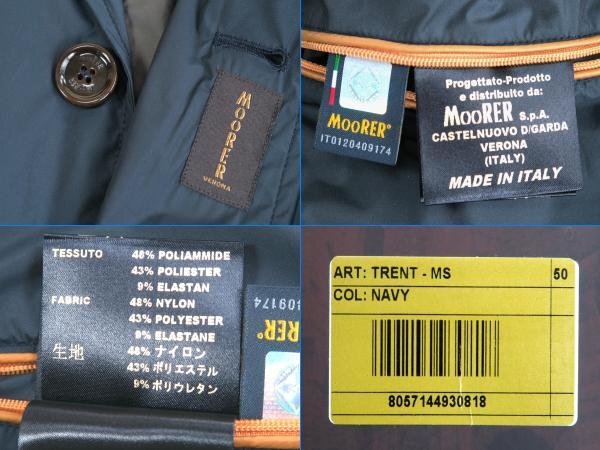 MOORER
VERONA
MOORER®
IT0120409174
Progettato-Prodotto
e distribuito da:
MOORER S.p.A.
CASTELNUOVO D/GARDA
VERONA
(ITALY)
MADE IN ITALY
TESSUTO 48% POLIAMMIDE
43% POLIESTER
9% ELASTAN
FABRIC 48% NYLON
43% POLYESTER
9% ELASTANE
生地 48% ナイロン
43% ポリエステル
9% ポリウレタン
409174
MOORER®
ART: TRENT - MS 50
COL: NAVY
8057144930818